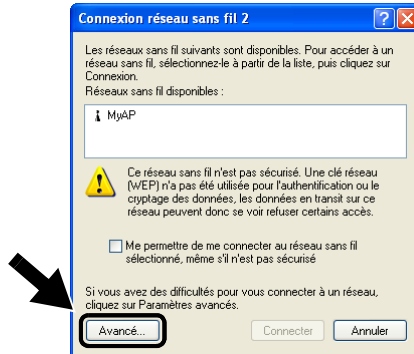 Connexion réseau sans fil 2
Les réseaux sans fil suivants sont disponibles. Pour accéder à un
réseau sans fil, sélectionnez-le à partir de la liste, puis cliquez sur
Connexion.
Réseaux sans fil disponibles :
MyAP
Ce réseau sans fil n'est pas sécurisé. Une clé réseau
(WEP) n'a pas été utilisée pour l'authentification ou le
cryptage des données, les données en transit sur ce
réseau peuvent donc se voir refuser certains accès.
Me permettre de me connecter au réseau sans fil
sélectionné, même s'il n'est pas sécurisé
Si vous avez des difficultés pour vous connecter à un réseau,
cliquez sur Paramètres avancés.
Avancé... Connecter Annuler